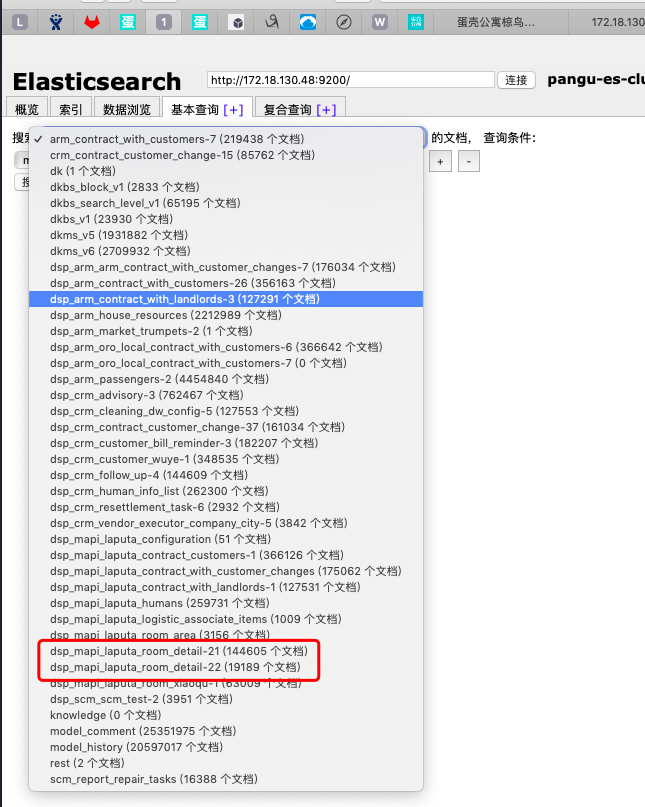 L
蛋
1
蛋
W
蛋壳公寓椋鸟...
172.18.130
Elasticsearch
http://172.18.130.48:9200/
连接
pangu-es-clu
概览
索引
数据浏览
基本查询 [+]
复合查询 [+]
搜索
✓ arm_contract_with_customers-7 (219438 个文档)
的文档， 查询条件：
crm_contract_customer_change-15 (85762 个文档)
+
-
dk (1 个文档)
dkbs_block_v1 (2833 个文档)
dkbs_search_level_v1 (65195 个文档)
dkbs_v1 (23930 个文档)
dkms_v5 (1931882 个文档)
dkms_v6 (2709932 个文档)
dsp_arm_arm_contract_with_customer_changes-7 (176034 个文档)
dsp_arm_contract_with_customers-26 (356163 个文档)
dsp_arm_contract_with_landlords-3 (127291 个文档)
dsp_arm_house_resources (2212989 个文档)
dsp_arm_market_trumpets-2 (1 个文档)
dsp_arm_oro_local_contract_with_customers-6 (366642 个文档)
dsp_arm_oro_local_contract_with_customers-7 (0 个文档)
dsp_arm_passengers-2 (4454840 个文档)
dsp_crm_advisory-3 (762467 个文档)
dsp_crm_cleaning_dw_config-5 (127553 个文档)
dsp_crm_contract_customer_change-37 (161034 个文档)
dsp_crm_customer_bill_reminder-3 (182207 个文档)
dsp_crm_customer_wuye-1 (348535 个文档)
dsp_crm_follow_up-4 (144609 个文档)
dsp_crm_human_info_list (262300 个文档)
dsp_crm_resettlement_task-6 (2932 个文档)
dsp_crm_vendor_executor_company_city-5 (3842 个文档)
dsp_mapi_laputa_configuration (51 个文档)
dsp_mapi_laputa_contract_customers-1 (366126 个文档)
dsp_mapi_laputa_contract_with_customer_changes (175062 个文档)
dsp_mapi_laputa_contract_with_landlords-1 (127531 个文档)
dsp_mapi_laputa_humans (259731 个文档)
dsp_mapi_laputa_logistic_associate_items (1009 个文档)
dsp_mapi_laputa_room_area (3156 个文档)
dsp_mapi_laputa_room_detail-21 (144605 个文档)
dsp_mapi_laputa_room_detail-22 (19189 个文档)
dsp_mapi_laputa_room_xiaoqu-1 (63009 个文档)
dsp_scm_scm_test-2 (3951 个文档)
knowledge (0 个文档)
model_comment (25351975 个文档)
model_history (20597017 个文档)
rest (2 个文档)
scm_report_repair_tasks (16388 个文档)